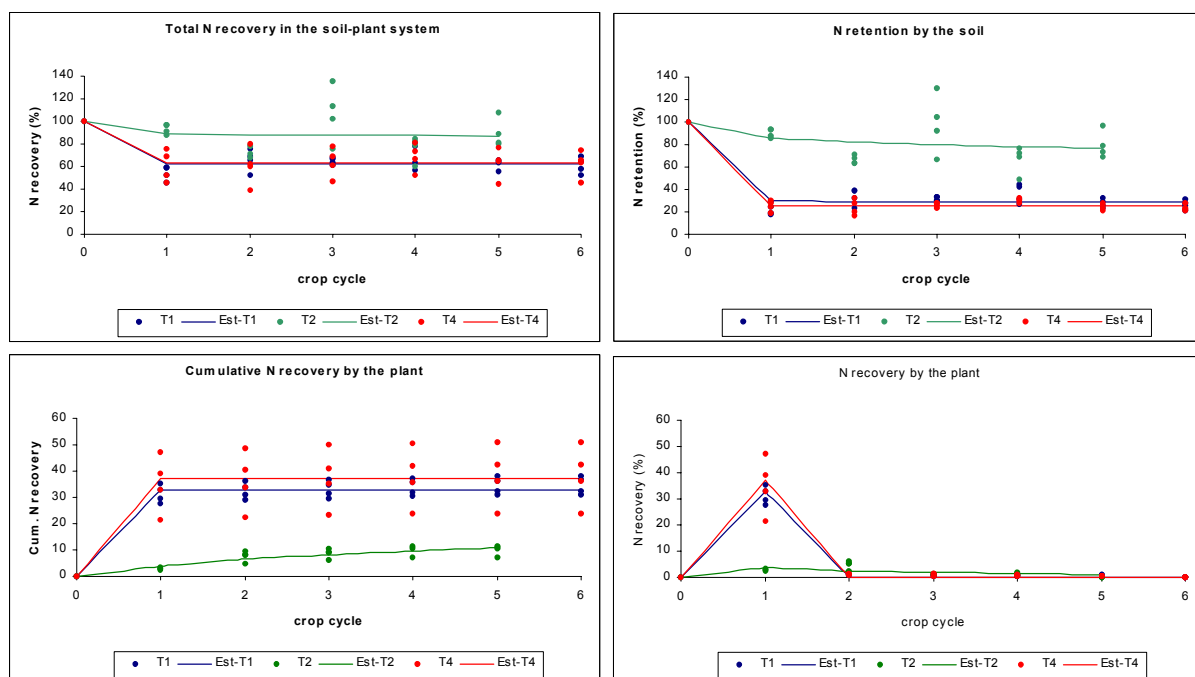 Total N recovery in the soil-plant system
N recovery (%)
140
120
100
80
60
40
20
0
0 1 2 3 4 5 6
crop cycle
T1 Est-T1 T2 Est-T2 T4 Est-T4
N retention by the soil
N retention (%)
140
120
100
80
60
40
20
0
0 1 2 3 4 5 6
crop cycle
T1 Est-T1 T2 Est-T2 T4 Est-T4
Cumulative N recovery by the plant
Cum. N recovery
60
50
40
30
20
10
0
0 1 2 3 4 5 6
crop cycle
T1 Est-T1 T2 Est-T2 T4 Est-T4
N recovery by the plant
N recovery (%)
60
50
40
30
20
10
0
0 1 2 3 4 5 6
crop cycle
T1 Est-T1 T2 Est-T2 T4 Est-T4